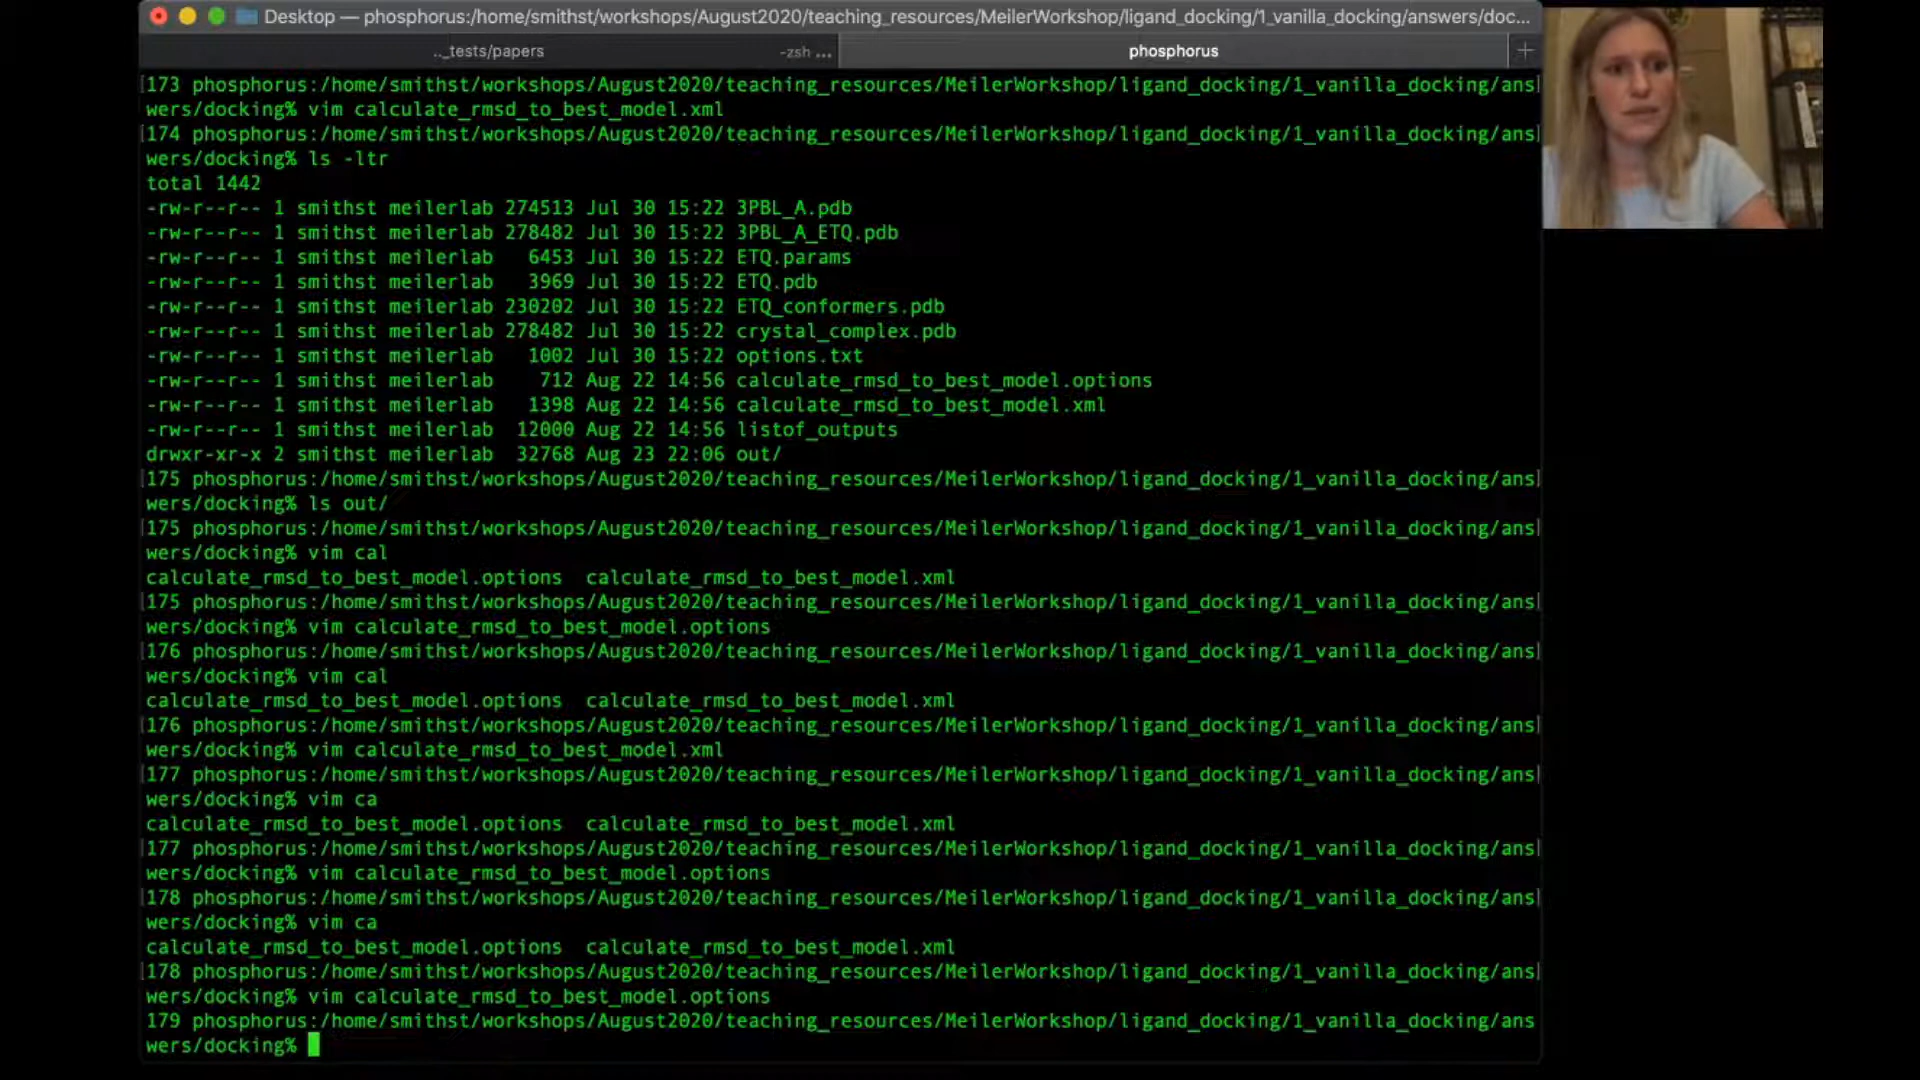 Desktop — phosphorus:/home/smithst/workshops/August2020/teaching_resources/MeilerWorkshop/ligand_docking/1_vanilla_docking/answers/doc...
.._tests/papers -zsh ... phosphorus +
[173 phosphorus:/home/smithst/workshops/August2020/teaching_resources/MeilerWorkshop/ligand_docking/1_vanilla_docking/ans]
wers/docking% vim calculate_rmsd_to_best_model.xml
[174 phosphorus:/home/smithst/workshops/August2020/teaching_resources/MeilerWorkshop/ligand_docking/1_vanilla_docking/ans]
wers/docking% ls -ltr
total 1442
-rw-r--r-- 1 smithst meilerlab 274513 Jul 30 15:22 3PBL_A.pdb
-rw-r--r-- 1 smithst meilerlab 278482 Jul 30 15:22 3PBL_A_ETQ.pdb
-rw-r--r-- 1 smithst meilerlab   6453 Jul 30 15:22 ETQ.params
-rw-r--r-- 1 smithst meilerlab   3969 Jul 30 15:22 ETQ.pdb
-rw-r--r-- 1 smithst meilerlab 230202 Jul 30 15:22 ETQ_conformers.pdb
-rw-r--r-- 1 smithst meilerlab 278482 Jul 30 15:22 crystal_complex.pdb
-rw-r--r-- 1 smithst meilerlab   1002 Jul 30 15:22 options.txt
-rw-r--r-- 1 smithst meilerlab    712 Aug 22 14:56 calculate_rmsd_to_best_model.options
-rw-r--r-- 1 smithst meilerlab   1398 Aug 22 14:56 calculate_rmsd_to_best_model.xml
-rw-r--r-- 1 smithst meilerlab  12000 Aug 22 14:56 listof_outputs
drwxr-xr-x 2 smithst meilerlab  32768 Aug 23 22:06 out/
[175 phosphorus:/home/smithst/workshops/August2020/teaching_resources/MeilerWorkshop/ligand_docking/1_vanilla_docking/ans]
wers/docking% ls out/
[175 phosphorus:/home/smithst/workshops/August2020/teaching_resources/MeilerWorkshop/ligand_docking/1_vanilla_docking/ans]
wers/docking% vim cal
calculate_rmsd_to_best_model.options  calculate_rmsd_to_best_model.xml
[175 phosphorus:/home/smithst/workshops/August2020/teaching_resources/MeilerWorkshop/ligand_docking/1_vanilla_docking/ans]
wers/docking% vim calculate_rmsd_to_best_model.options
[176 phosphorus:/home/smithst/workshops/August2020/teaching_resources/MeilerWorkshop/ligand_docking/1_vanilla_docking/ans]
wers/docking% vim cal
calculate_rmsd_to_best_model.options  calculate_rmsd_to_best_model.xml
[176 phosphorus:/home/smithst/workshops/August2020/teaching_resources/MeilerWorkshop/ligand_docking/1_vanilla_docking/ans]
wers/docking% vim calculate_rmsd_to_best_model.xml
[177 phosphorus:/home/smithst/workshops/August2020/teaching_resources/MeilerWorkshop/ligand_docking/1_vanilla_docking/ans]
wers/docking% vim ca
calculate_rmsd_to_best_model.options  calculate_rmsd_to_best_model.xml
[177 phosphorus:/home/smithst/workshops/August2020/teaching_resources/MeilerWorkshop/ligand_docking/1_vanilla_docking/ans]
wers/docking% vim calculate_rmsd_to_best_model.options
[178 phosphorus:/home/smithst/workshops/August2020/teaching_resources/MeilerWorkshop/ligand_docking/1_vanilla_docking/ans]
wers/docking% vim ca
calculate_rmsd_to_best_model.options  calculate_rmsd_to_best_model.xml
[178 phosphorus:/home/smithst/workshops/August2020/teaching_resources/MeilerWorkshop/ligand_docking/1_vanilla_docking/ans]
wers/docking% vim calculate_rmsd_to_best_model.options
179 phosphorus:/home/smithst/workshops/August2020/teaching_resources/MeilerWorkshop/ligand_docking/1_vanilla_docking/ans
wers/docking%